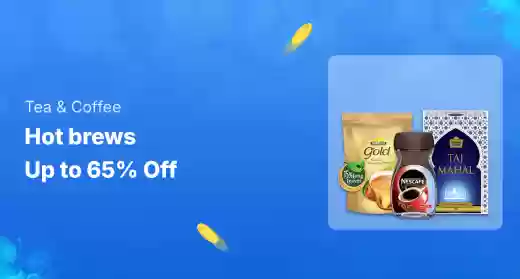 Tea & Coffee
Hot brews
Up to 65% Off
Gold
NESCAFÉ
TAJ
MAHAL